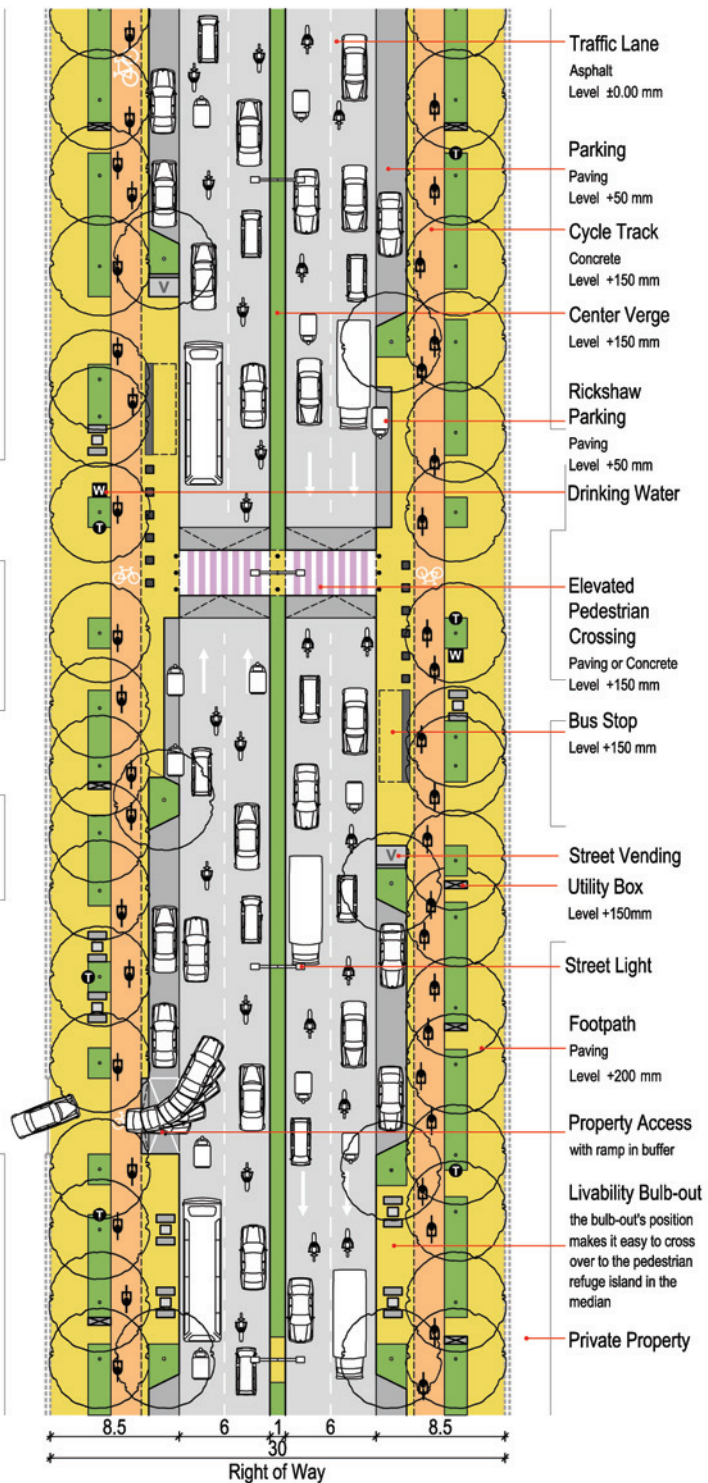 Traffic Lane
Asphalt
Level ±0.00 mm
Parking
Paving
Level +50 mm
Cycle Track
Concrete
Level +150 mm
Center Verge
Level +150 mm
Rickshaw
Parking
Paving
Level +50 mm
Drinking Water
Elevated
Pedestrian
Crossing
Paving or Concrete
Level +150 mm
Bus Stop
Level +150 mm
Street Vending
Utility Box
Level +150mm
Street Light
Footpath
Paving
Level +200 mm
Property Access
with ramp in buffer
Livability Bulb-out
the bulb-out's position
makes it easy to cross
over to the pedestrian
refuge island in the
median
Private Property
T
V
W
T
T
W
V
T
T
T
8.5 6 1 6 8.5
30
Right of Way